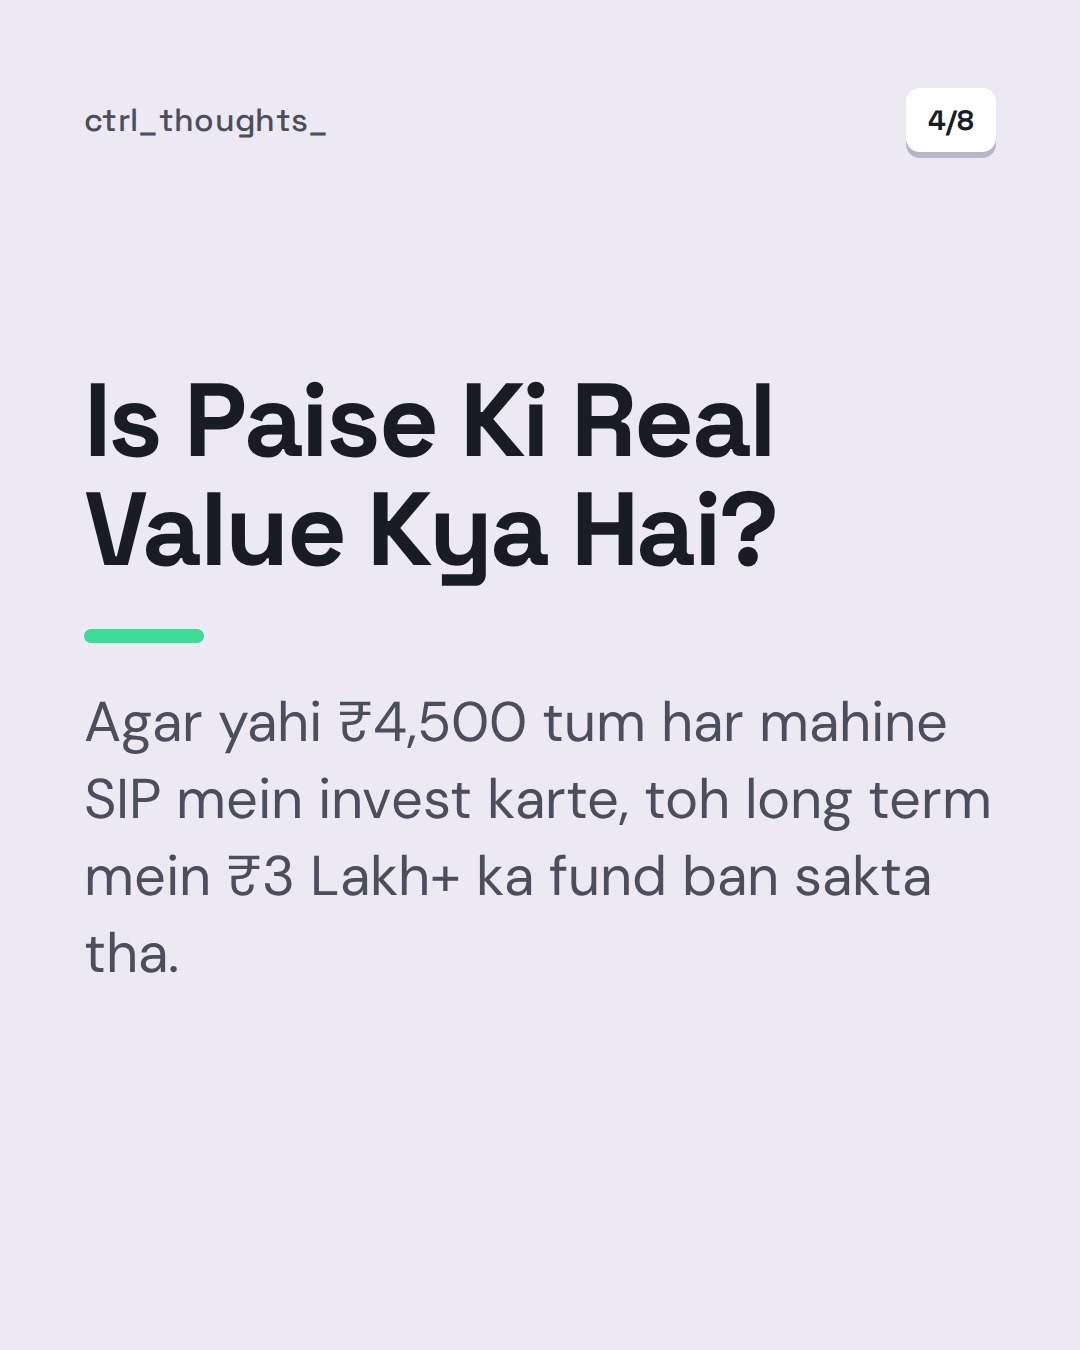 ctrl_thoughts_
4/8
Is Paise Ki Real
Value Kya Hai?
Agar yahi ₹4,500 tum har mahine
SIP mein invest karte, toh long term
mein ₹3 Lakh+ ka fund ban sakta
tha.